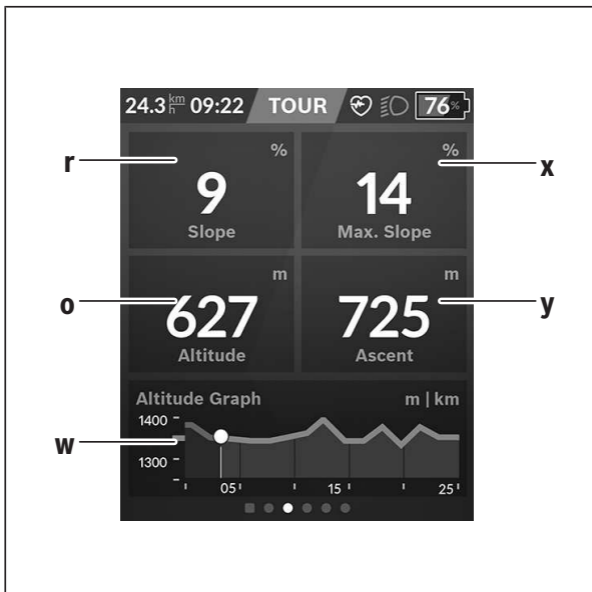 24.3 km/h 09:22 TOUR 76%
% %
r 9 14 x
Slope Max. Slope
m m
o 627 725 y
Altitude Ascent
Altitude Graph m | km
1400
w
1300
05 15 25